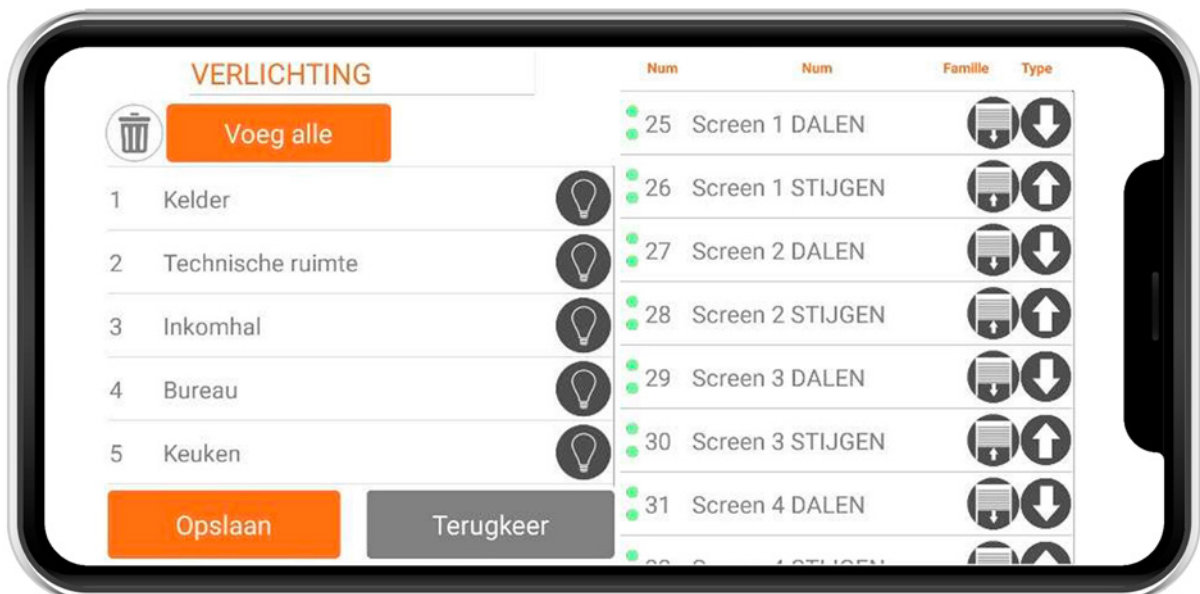 VERLICHTING
Voeg alle
1 Kelder
2 Technische ruimte
3 Inkomhal
4 Bureau
5 Keuken
Opslaan Terugkeer
Num Num Famille Type
25 Screen 1 DALEN
26 Screen 1 STIJGEN
27 Screen 2 DALEN
28 Screen 2 STIJGEN
29 Screen 3 DALEN
30 Screen 3 STIJGEN
31 Screen 4 DALEN